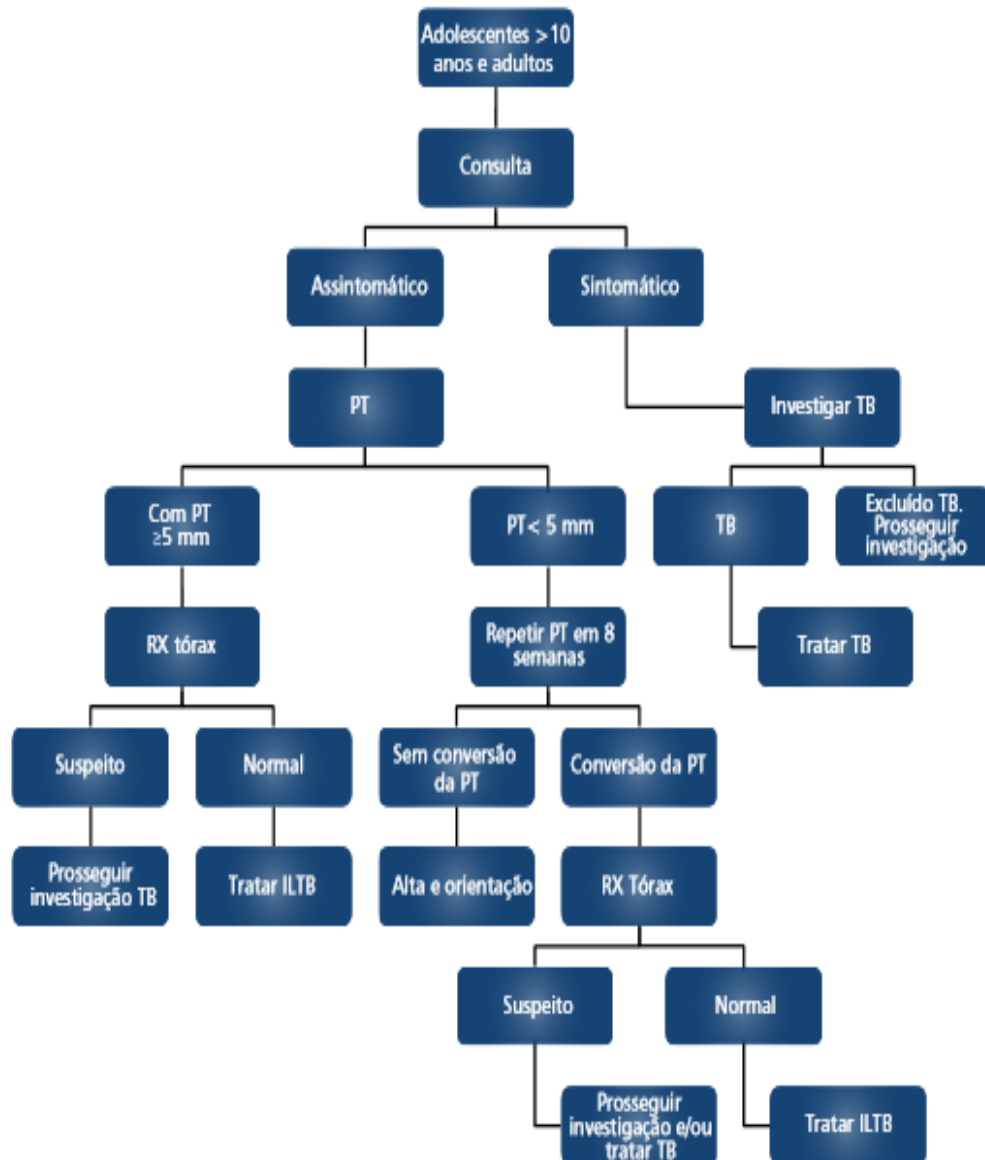 Adolescentes >10
anos e adultos
Consulta
Assintomático
Sintomático
PT
Investigar TB
Com PT
≥5 mm
PT< 5 mm
TB
Excluído TB.
Prosseguir
investigação
RX tórax
Repetir PT em 8
semanas
Tratar TB
Suspeito
Normal
Sem conversão
da PT
Conversão da PT
Prosseguir
investigação TB
Tratar ILTB
Alta e orientação
RX Tórax
Suspeito
Normal
Prosseguir
investigação e/ou
tratar TB
Tratar ILTB